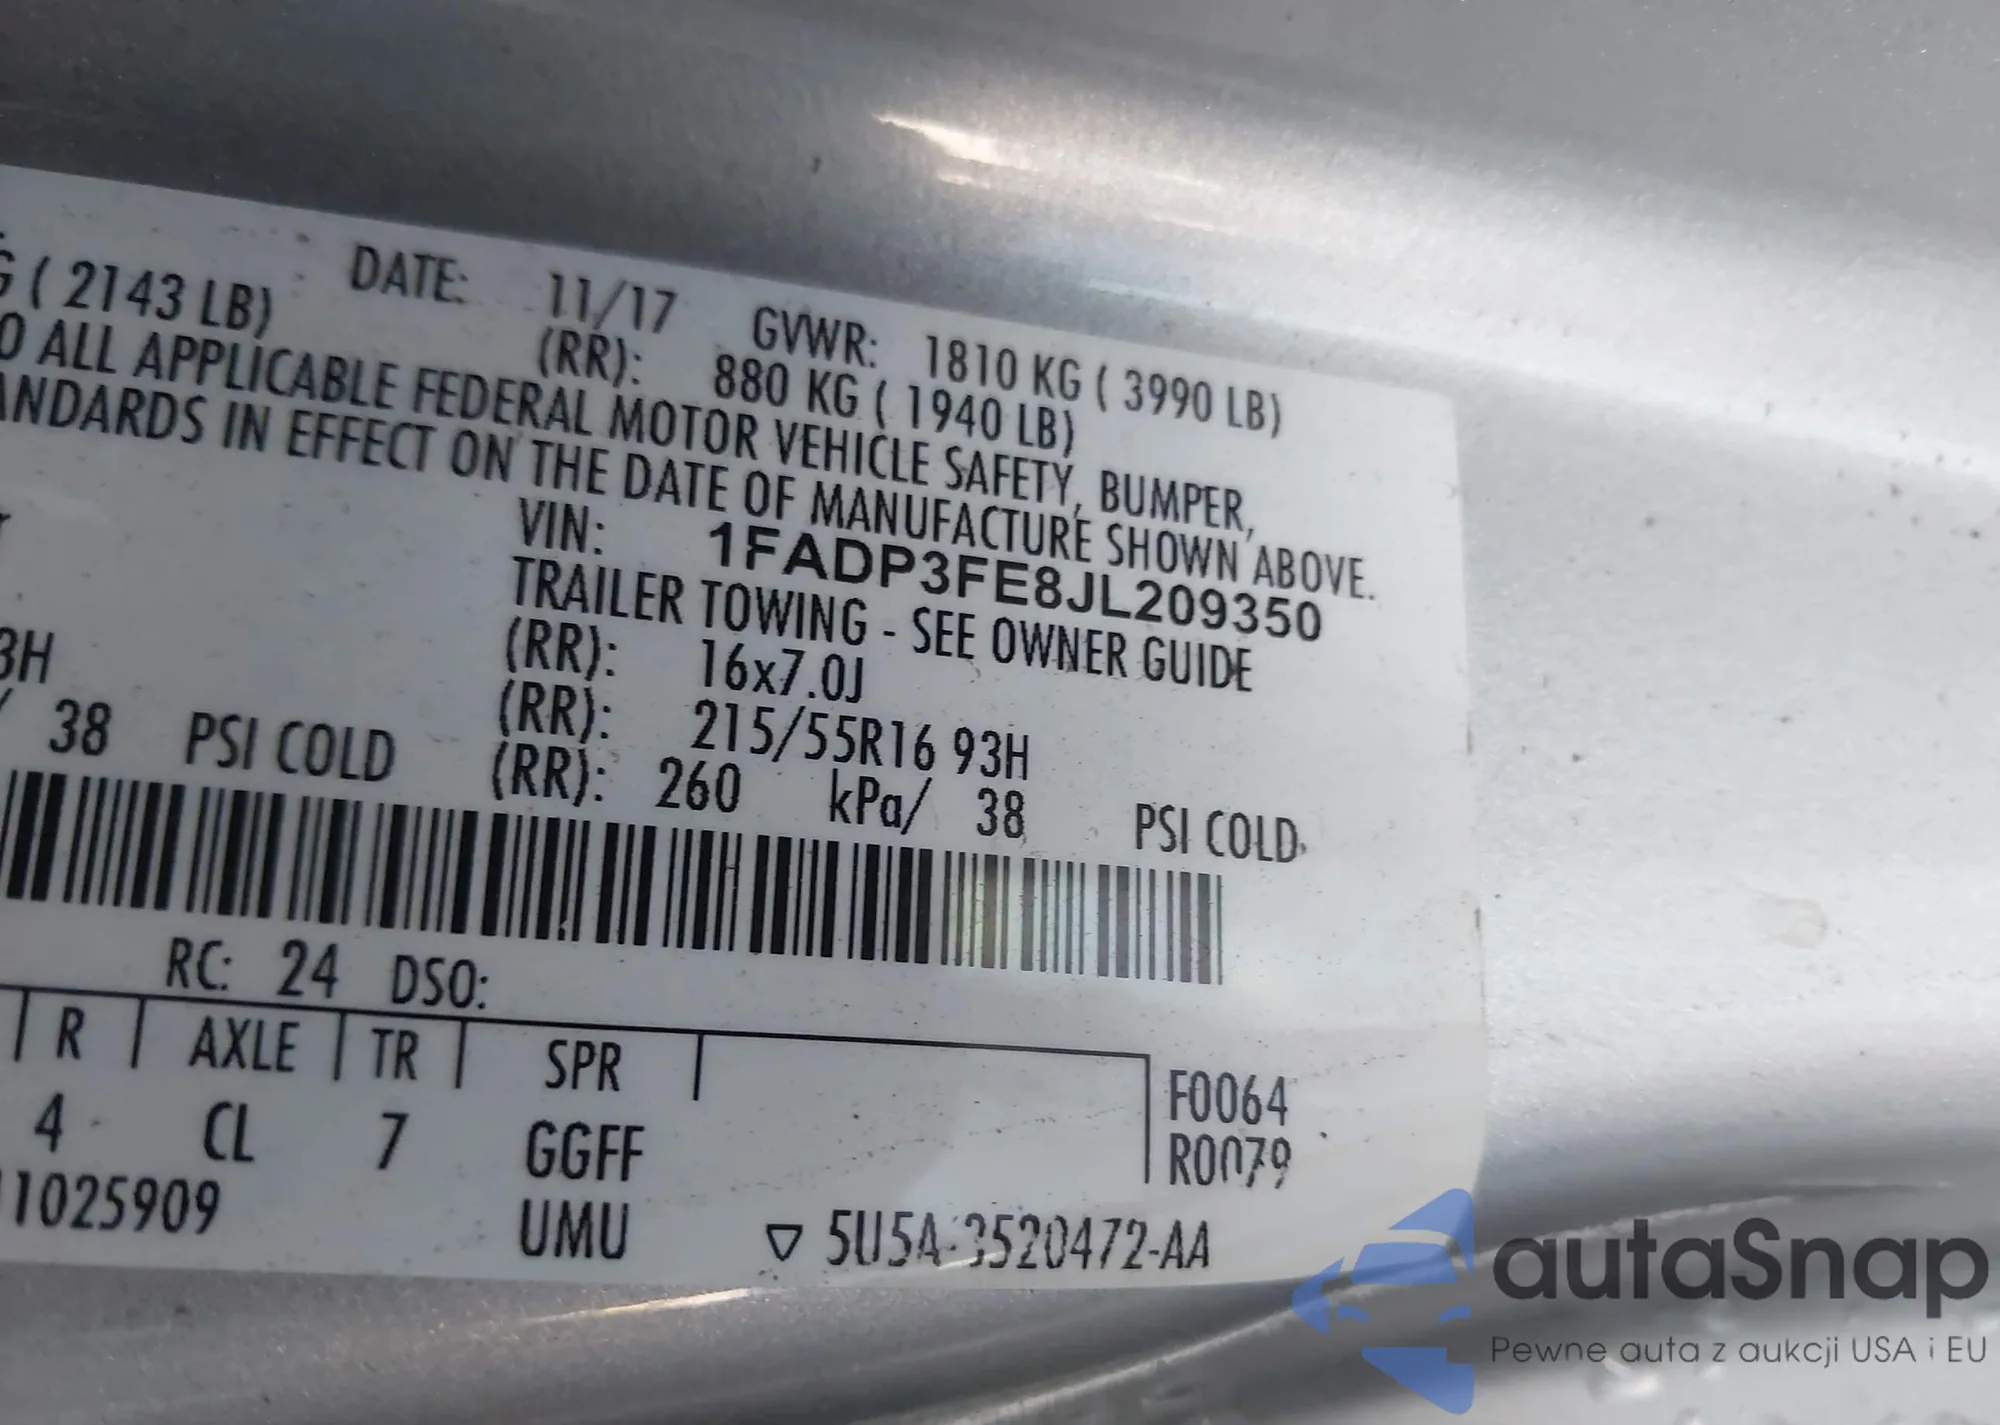 DATE: 11/17 GVWR: 1810 KG ( 3990 LB)
G ( 2143 LB) (RR): 880 KG ( 1940 LB)
O ALL APPLICABLE FEDERAL MOTOR VEHICLE SAFETY, BUMPER,
ANDARDS IN EFFECT ON THE DATE OF MANUFACTURE SHOWN ABOVE.
VIN: 1FADP3FE8JL209350
TRAILER TOWING - SEE OWNER GUIDE
(RR): 16x7.0J
3H (RR): 215/55R16 93H
/ 38 PSI COLD (RR): 260 kPa/ 38 PSI COLD
RC: 24 DSO:
R AXLE TR SPR
4 CL 7 GGFF
F0064
R0079
11025909 UMU ▽ 5U5A-3520472-AA
autaSnap
Pewne auta z aukcji USA i EU